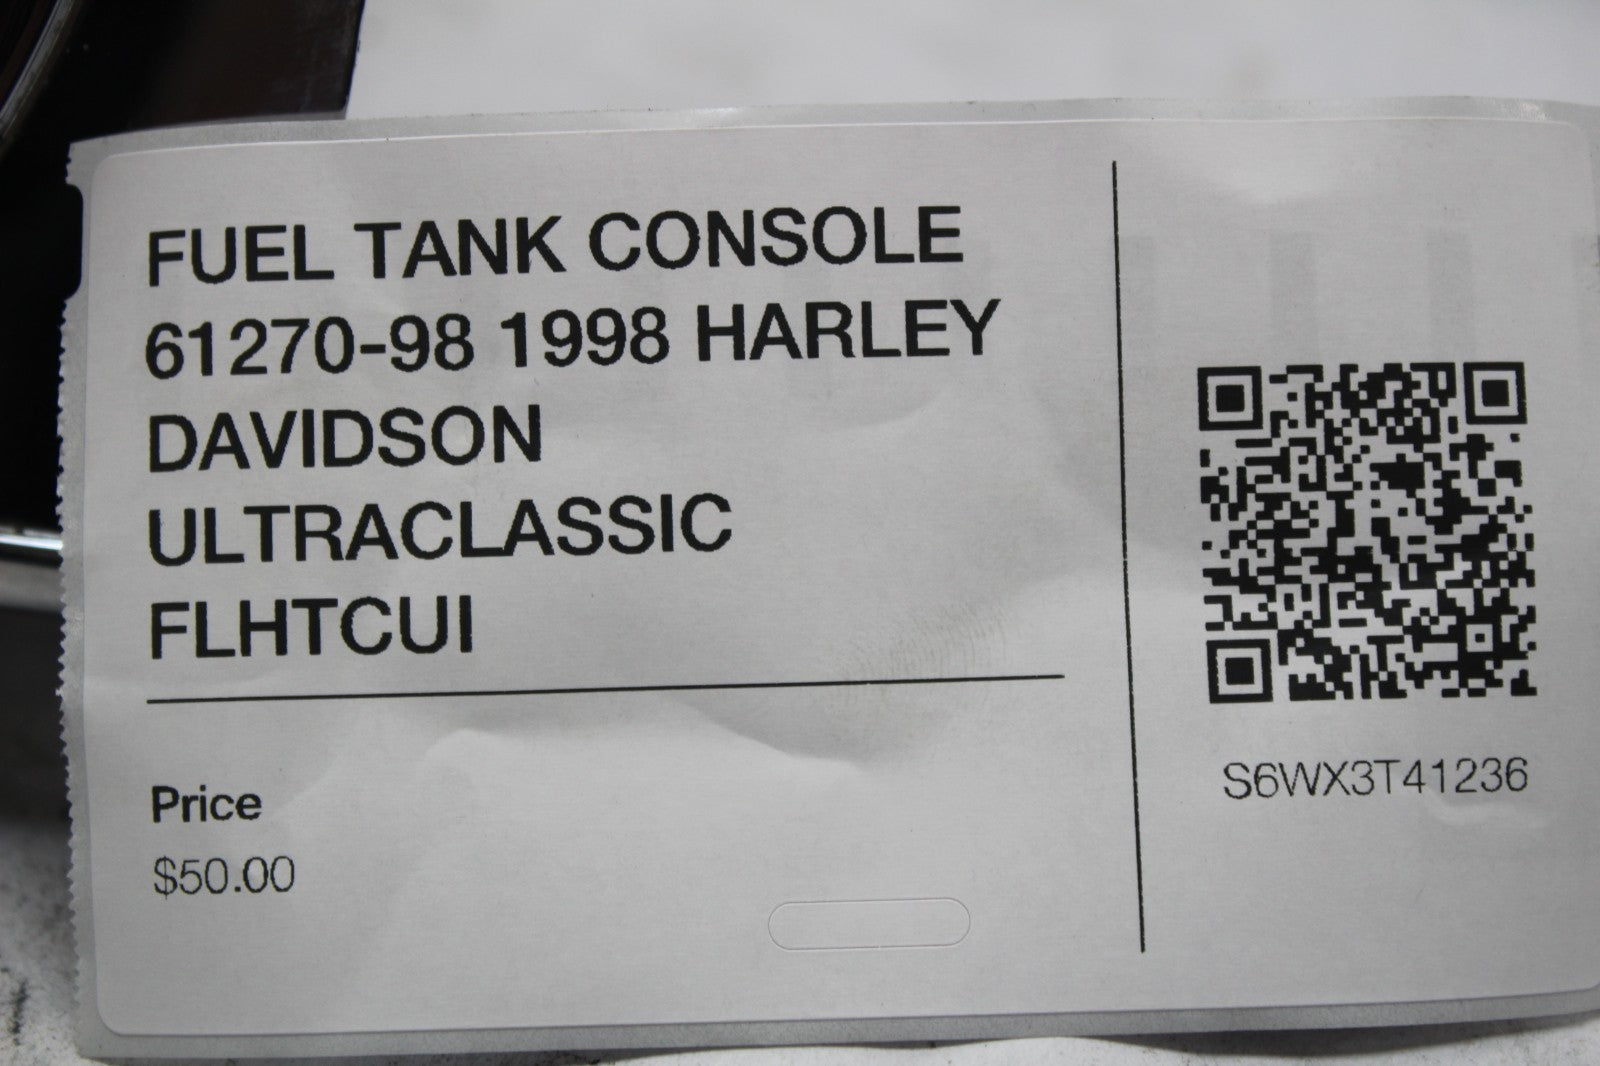 FUEL TANK CONSOLE
61270-98 1998 HARLEY
DAVIDSON
ULTRACLASSIC
FLHTCUI
Price
$50.00
S6WX3T41236